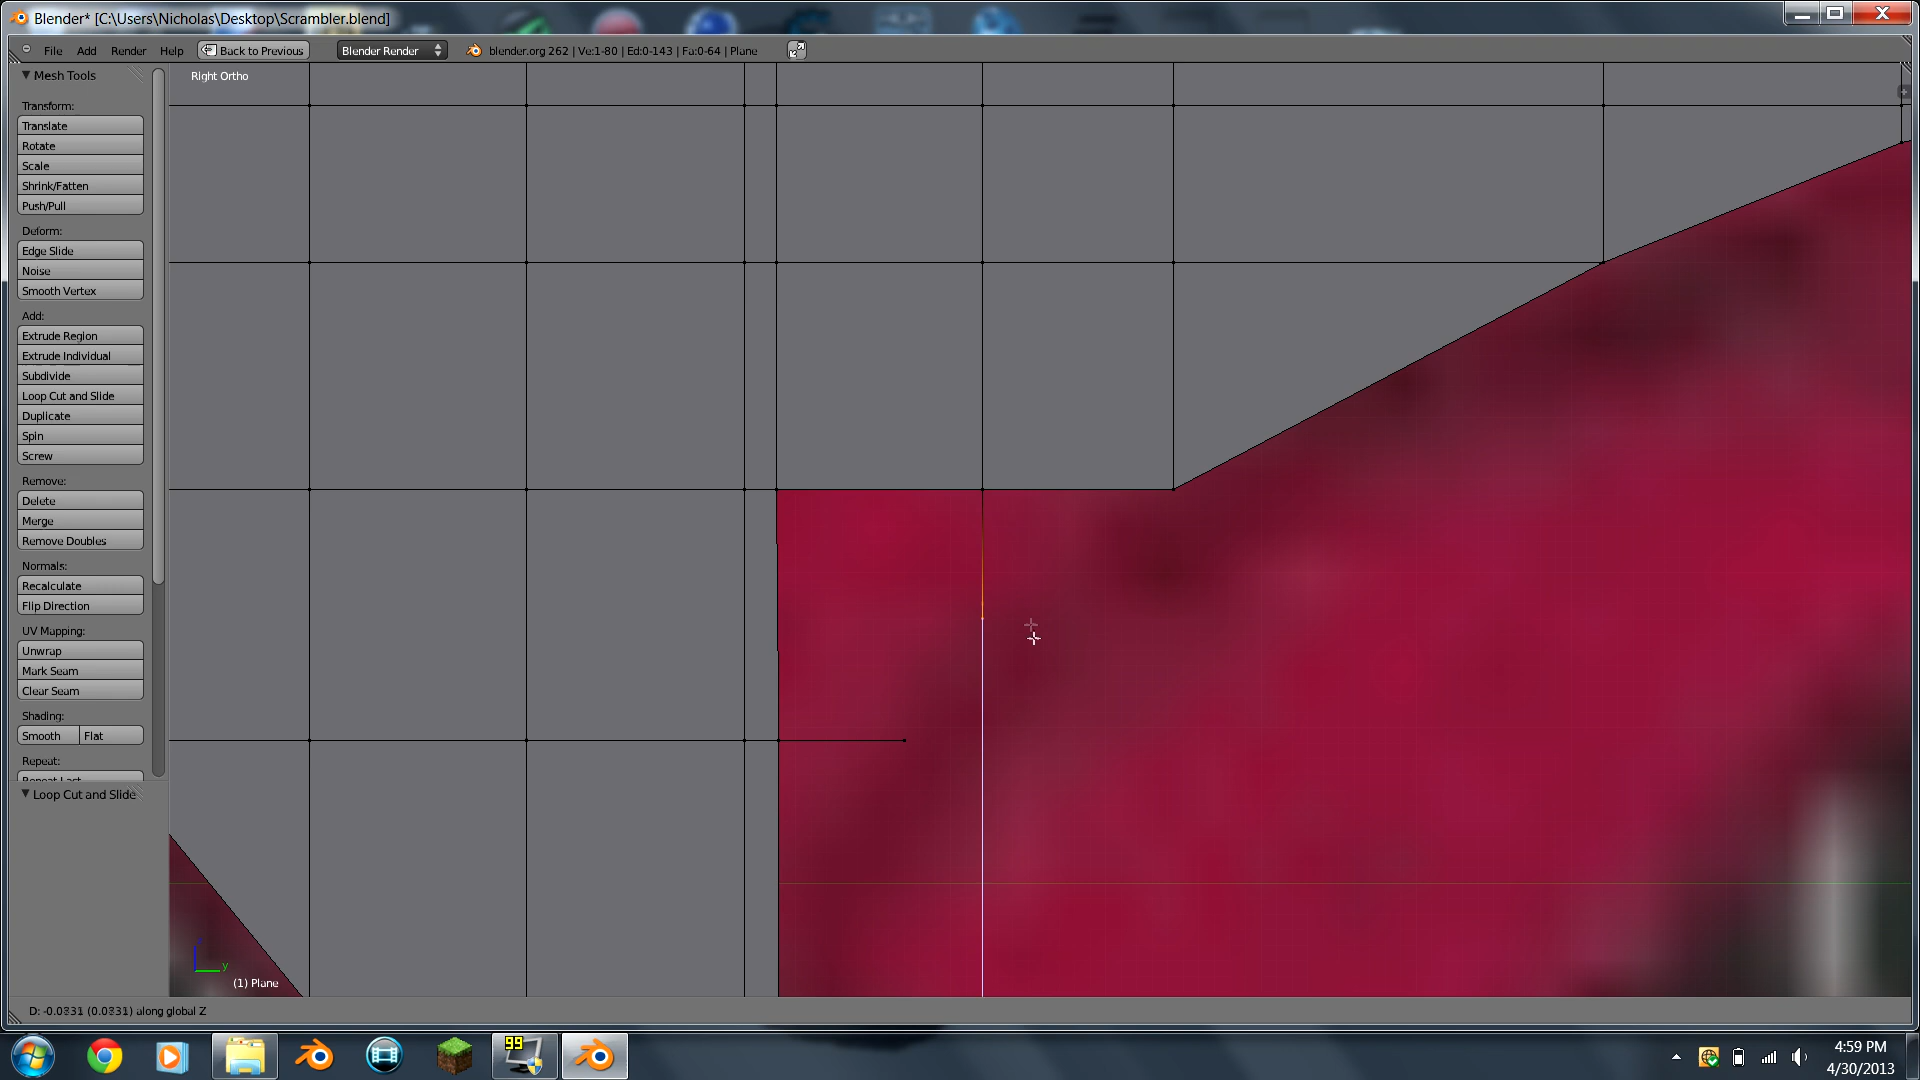 Blender* [C:\Users\Nicholas\Desktop\Scrambler.blend]
File Add Render Help Back to Previous Blender Render blender.org 262 | Ve:1-80 | Ed:0-143 | Fa:0-64 | Plane
Mesh Tools
Right Ortho
Transform:
Translate
Rotate
Scale
Shrink/Fatten
Push/Pull
Deform:
Edge Slide
Noise
Smooth Vertex
Add:
Extrude Region
Extrude Individual
Subdivide
Loop Cut and Slide
Duplicate
Spin
Screw
Remove:
Delete
Merge
Remove Doubles
Normals:
Recalculate
Flip Direction
UV Mapping:
Unwrap
Mark Seam
Clear Seam
Shading:
Smooth Flat
Repeat:
Repeat Last
Loop Cut and Slide
y
(1) Plane
D: -0.0331 (0.0331) along global Z
99
4:59 PM
4/30/2013